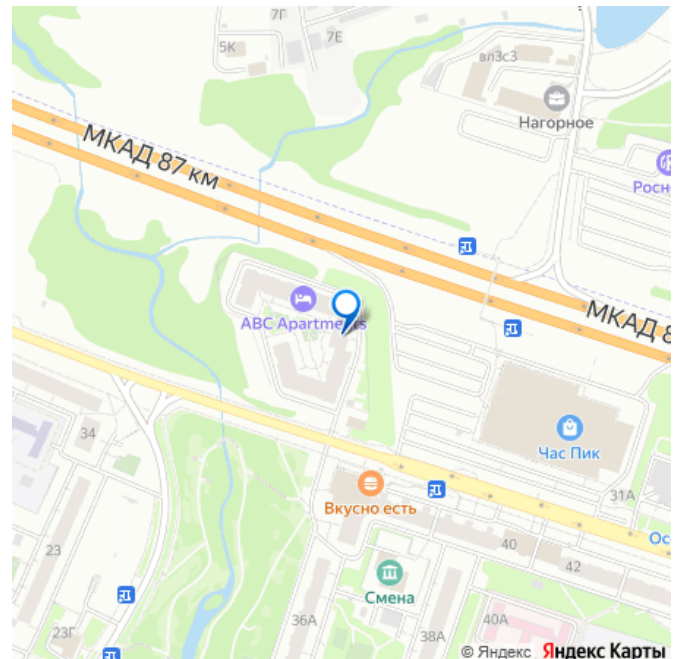 7Г
7Е
5К
вл3с3
Нагорное
МКАД 87 км
Росн
ABC Apartments
МКАД 8
34
Час Пик
31А
Вкусно есть
Ос
23
40
42
Смена
23Г
36А
38А
40А
© Яндекс Яндекс Карты